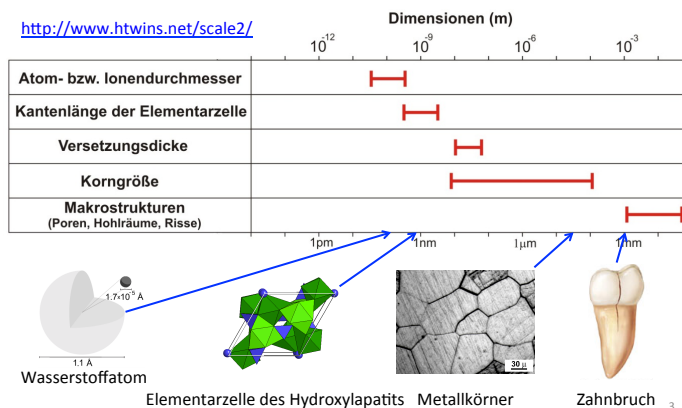 http://www.htwins.net/scale2/
Dimensionen (m)
10-12
10-9
10-6
10-3
Atom- bzw. Ionendurchmesser
Kantenlänge der Elementarzelle
Versetzungsdicke
Korngröße
Makrostrukturen
(Poren, Hohlräume, Risse)
1pm
1nm
1µm
1mm
1.7•10-5 Å
1.1 Å
30 µ
Wasserstoffatom
Elementarzelle des Hydroxylapatits
Metallkörner
Zahnbruch
3